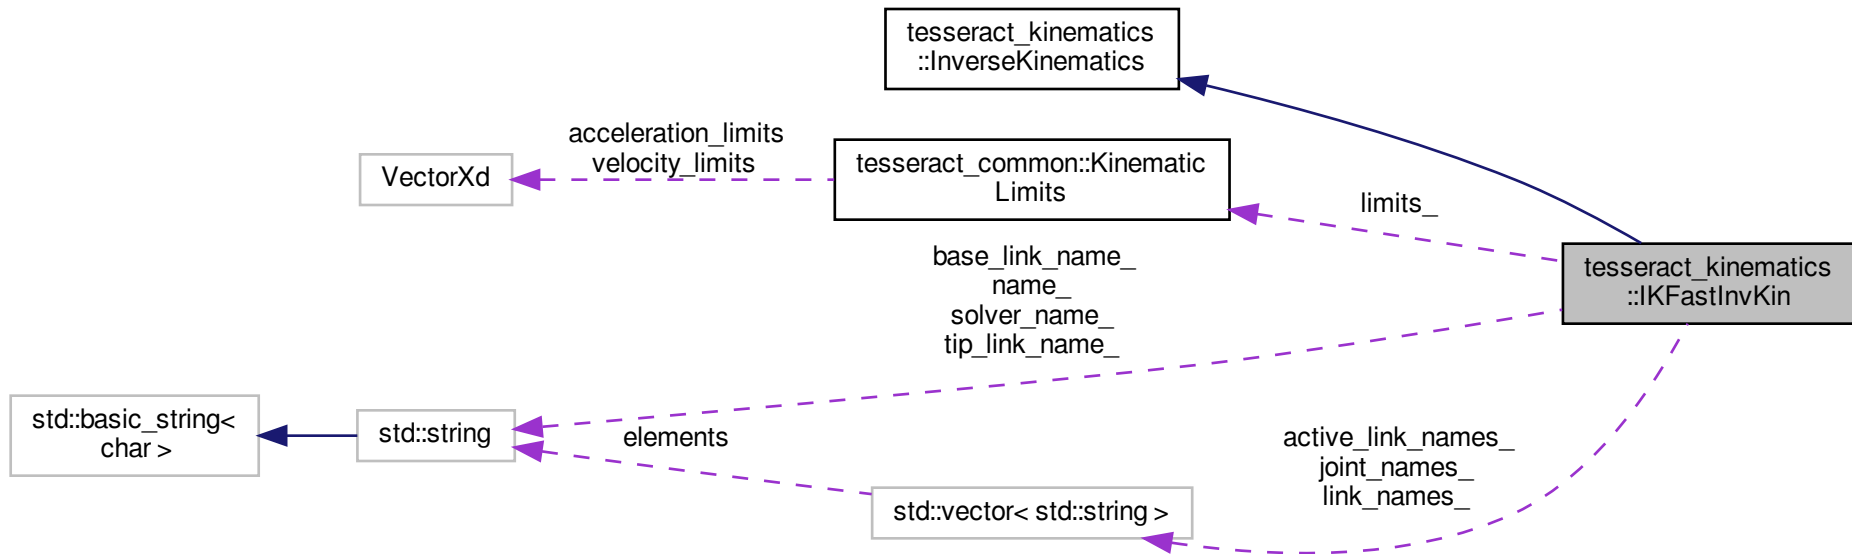 tesseract_kinematics
::InverseKinematics
acceleration_limits
velocity_limits
VectorXd
tesseract_common::Kinematic
Limits
limits_
tesseract_kinematics
::IKFastInvKin
base_link_name_
name_
solver_name_
tip_link_name_
std::basic_string<
char >
std::string
elements
active_link_names_
joint_names_
link_names_
std::vector< std::string >